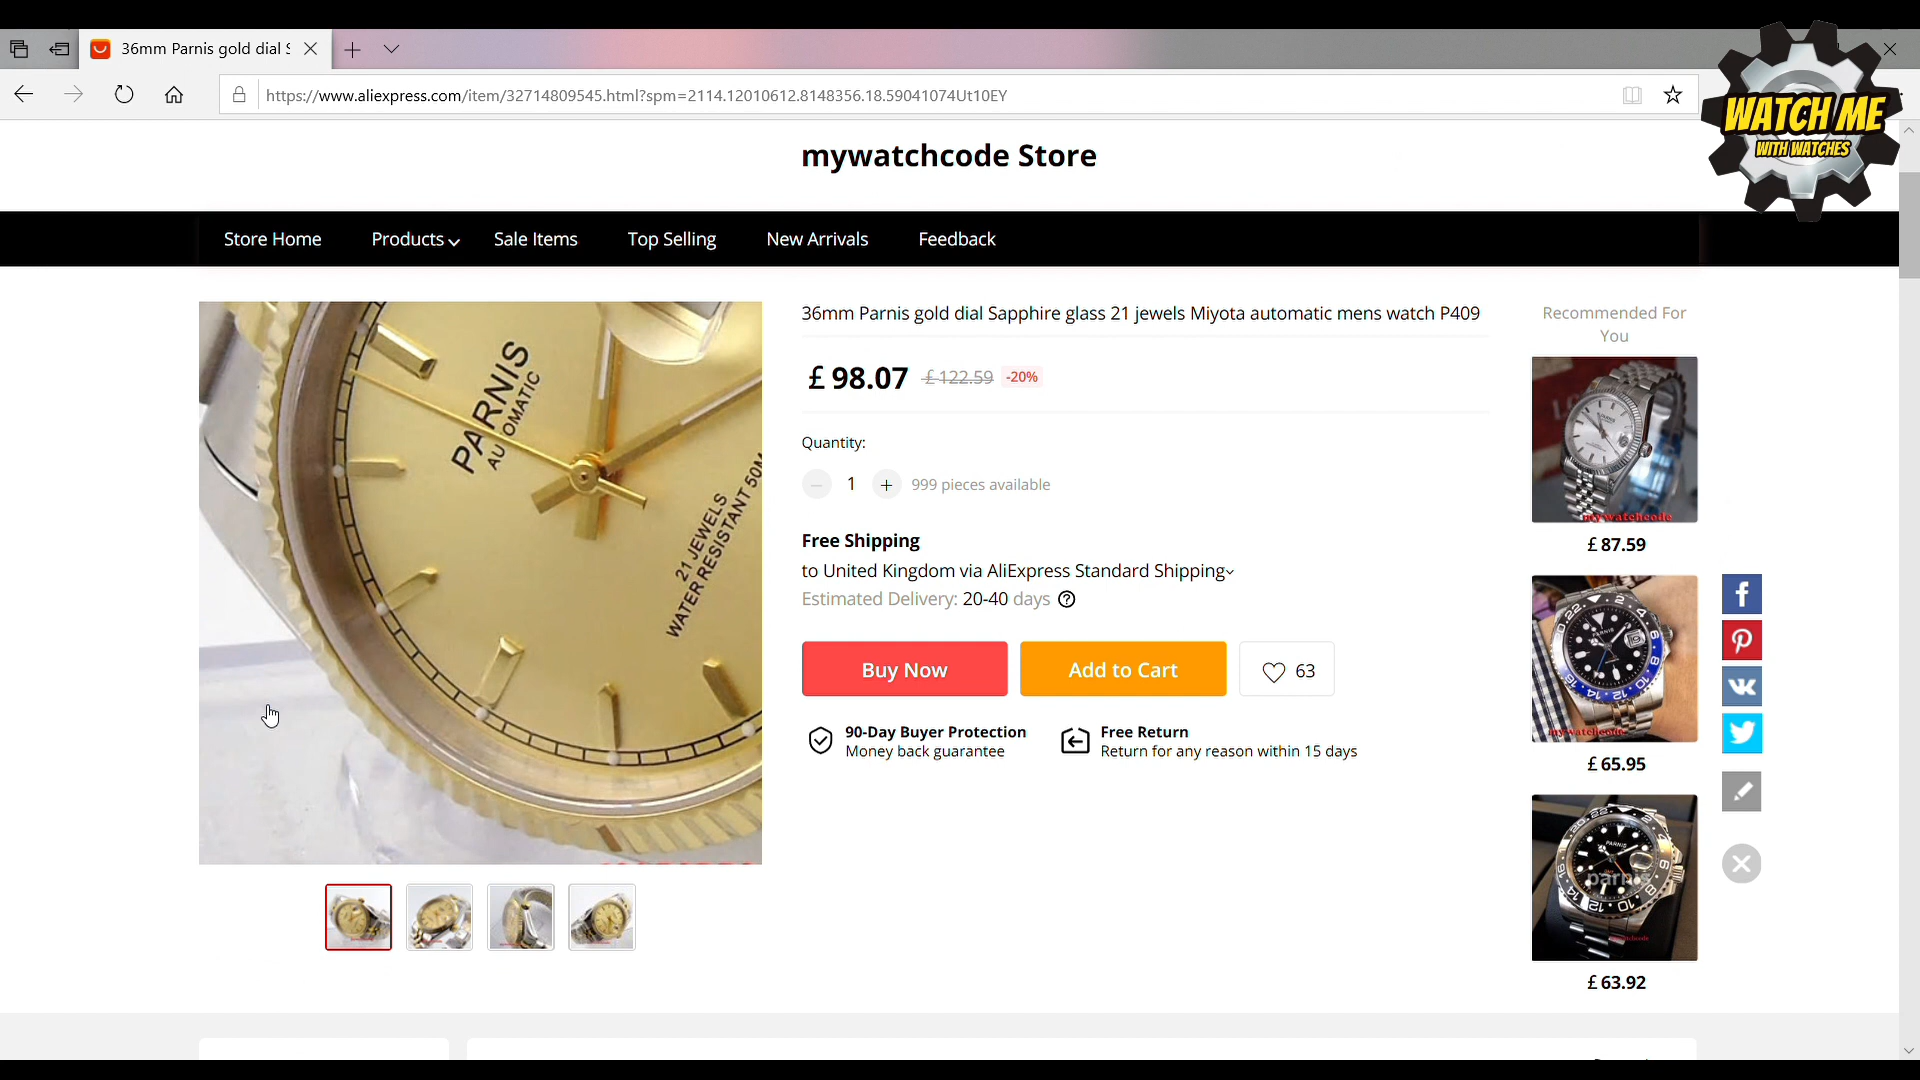 36mm Parnis gold dial S
https://www.aliexpress.com/item/32714809545.html?spm=2114.12010612.8148356.18.59041074Ut10EY
WATCH ME
WITH WATCHES
mywatchcode Store
Store Home
Products
Sale Items
Top Selling
New Arrivals
Feedback
PARNIS
AUTOMATIC
21 JEWELS
WATER RESISTANT 50M
36mm Parnis gold dial Sapphire glass 21 jewels Miyota automatic mens watch P409
£ 98.07 £ 122.59 -20%
Quantity:
1 999 pieces available
Free Shipping
to United Kingdom via AliExpress Standard Shipping
Estimated Delivery: 20-40 days
Buy Now
Add to Cart
63
90-Day Buyer Protection
Money back guarantee
Free Return
Return for any reason within 15 days
Recommended For
You
mywatchcode
£ 87.59
PARNIS
mywatchcode
£ 65.95
PARNIS
parnis
£ 63.92